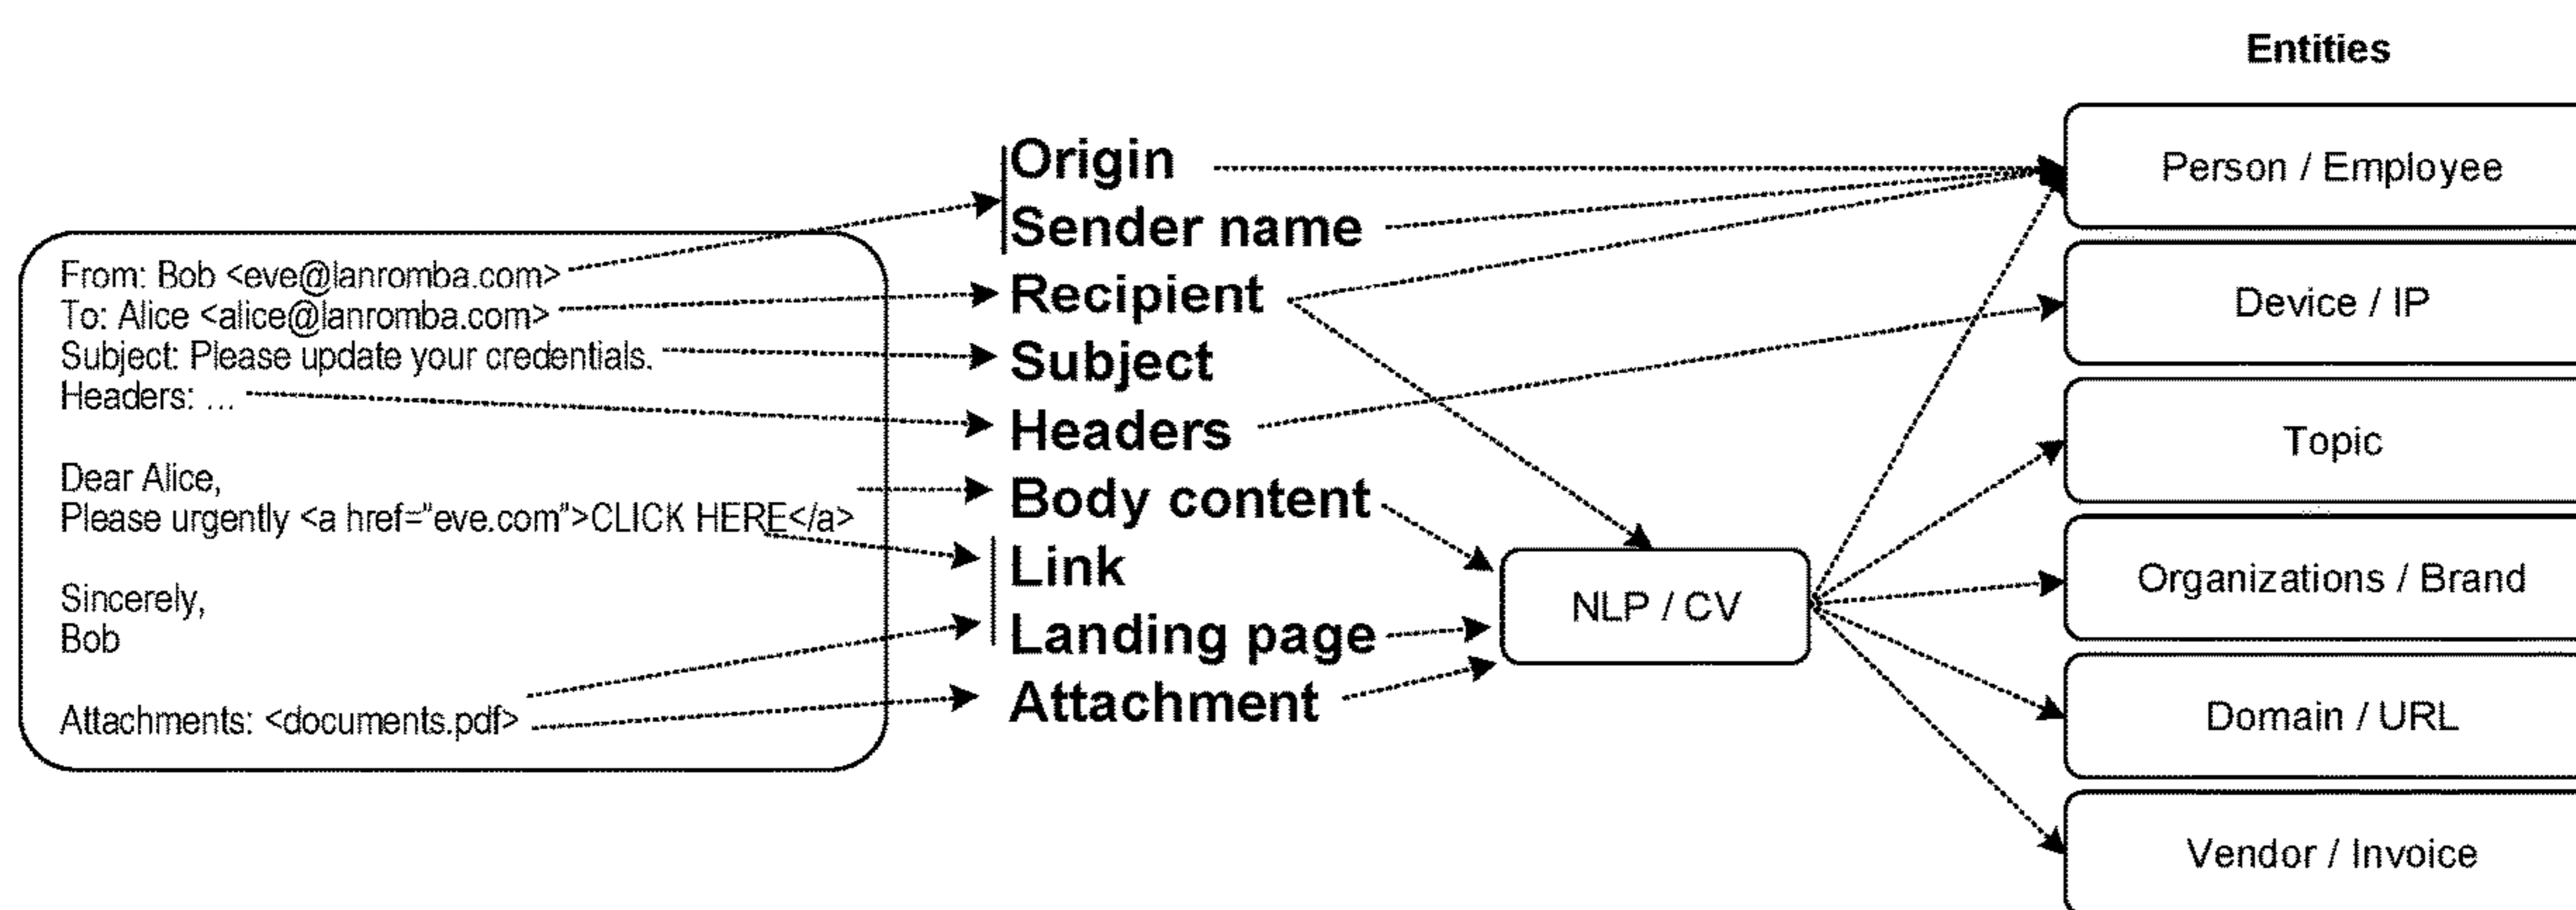 Entities
From: Bob <eve@lanromba.com>
To: Alice <alice@lanromba.com>
Subject: Please update your credentials.
Headers: ...
Dear Alice,
Please urgently <a href="eve.com">CLICK HERE</a>
Sincerely,
Bob
Attachments: <documents.pdf>
Origin
Sender name
Recipient
Subject
Headers
Body content
Link
Landing page
Attachment
NLP / CV
Person / Employee
Device / IP
Topic
Organizations / Brand
Domain / URL
Vendor / Invoice